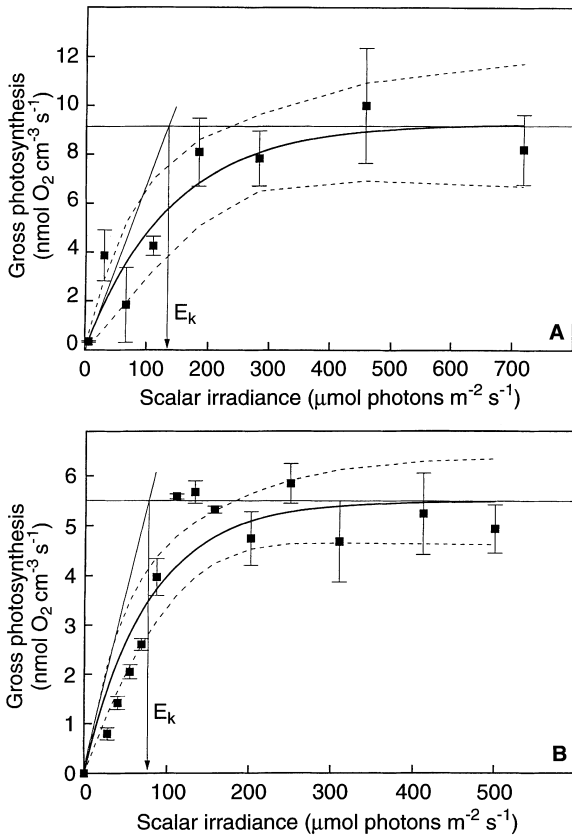 Gross photosynthesis
(nmol O2 cm-3 s-1)
12
10
8
6
4
2
0
Ek
A
0 100 200 300 400 500 600 700
Scalar irradiance (μmol photons m-2 s-1)
Gross photosynthesis
(nmol O2 cm-3 s-1)
6
5
4
3
2
1
0
Ek
B
0 100 200 300 400 500
Scalar irradiance (μmol photons m-2 s-1)